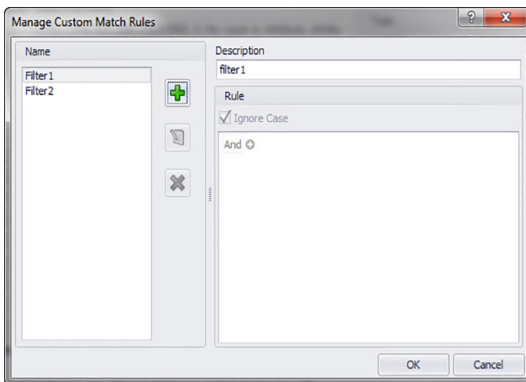 Manage Custom Match Rules
Name
Filter1
Filter2
Description
filter1
Rule
Ignore Case
And
OK
Cancel